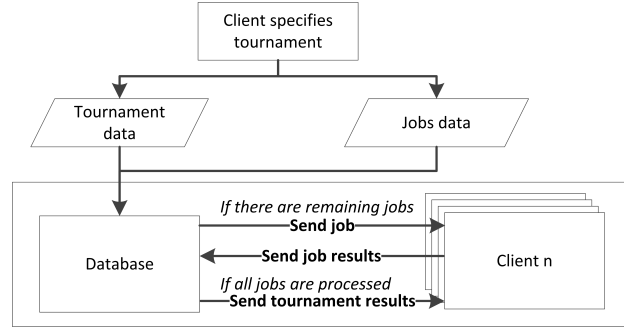 Client specifies
tournament
Tournament
data
Jobs data
If there are remaining jobs
Send job
Database
Send job results
Client n
If all jobs are processed
Send tournament results